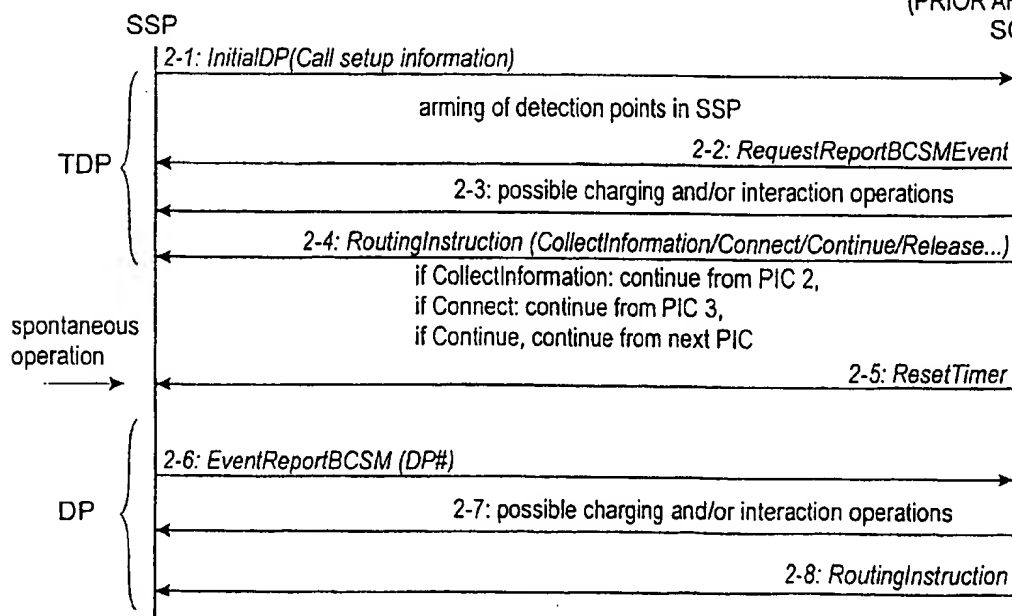 (PRIOR AR
SSP
SC
2-1: InitialDP(Call setup information)
arming of detection points in SSP
2-2: RequestReportBCSMEvent
TDP
2-3: possible charging and/or interaction operations
2-4: RoutingInstruction (CollectInformation/Connect/Continue/Release...)
if CollectInformation: continue from PIC 2,
if Connect: continue from PIC 3,
if Continue, continue from next PIC
spontaneous
operation
2-5: ResetTimer
2-6: EventReportBCSM (DP#)
DP
2-7: possible charging and/or interaction operations
2-8: RoutingInstruction